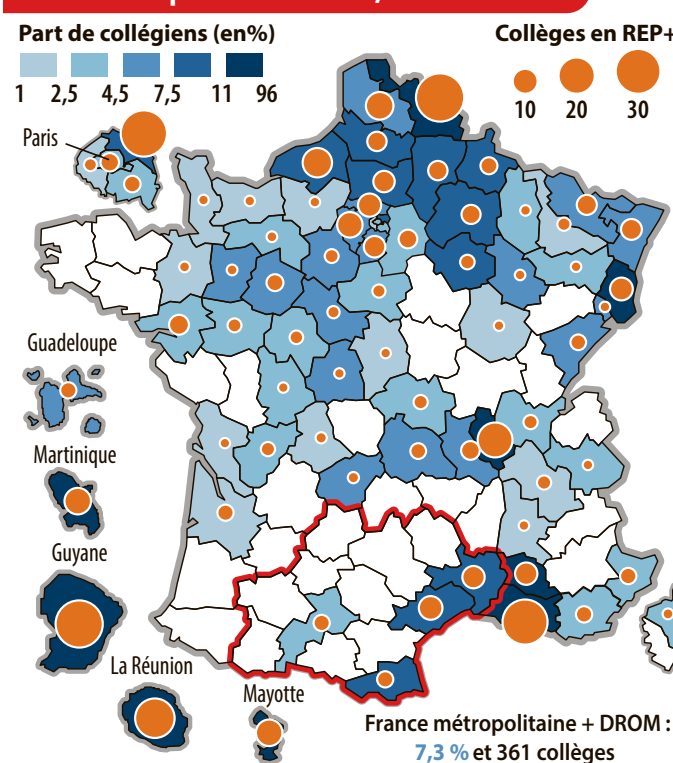 Part de collégiens (en%)
1 2,5 4,5 7,5 11 96
Collèges en REP+
10 20 30
Paris
Guadeloupe
Martinique
Guyane
La Réunion
Mayotte
France métropolitaine + DROM :
7,3 % et 361 collèges